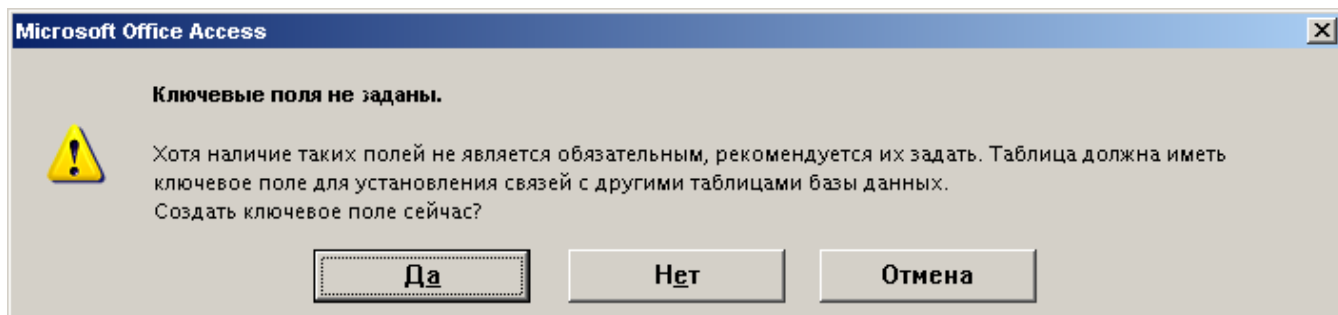 Microsoft Office Access
Ключевые поля не заданы.
Хотя наличие таких полей не является обязательным, рекомендуется их задать. Таблица должна иметь
ключевое поле для установления связей с другими таблицами базы данных.
Создать ключевое поле сейчас?
Да Нет Отмена